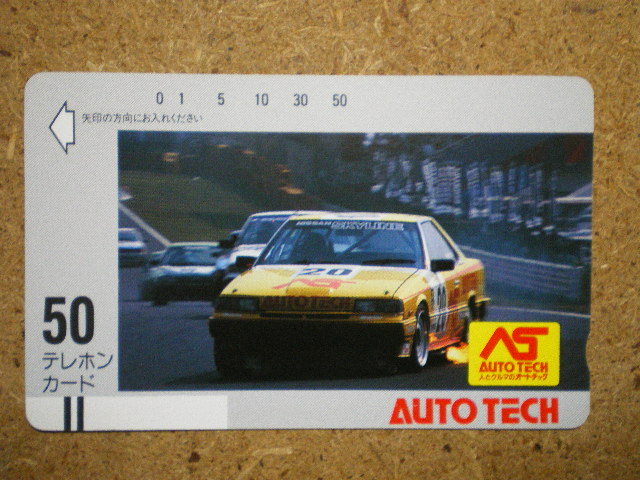 0 1 5 10 30 50
矢印の方向にお入れください
NISSAN SKYLINE
20
AUTO TECH
20
50
テレホン
カード
AUTO TECH
人とクルマのオートテック
AUTO TECH